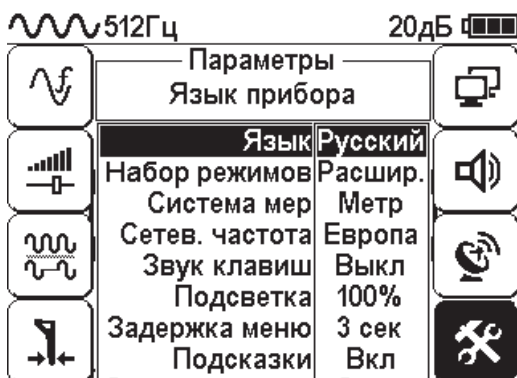 512Гц 20дБ
Параметры
Язык прибора
Язык Русский
Набор режимов Расшир.
Система мер Метр
Сетев. частота Европа
Звук клавиш Выкл
Подсветка 100%
Задержка меню 3 сек
Подсказки Вкл